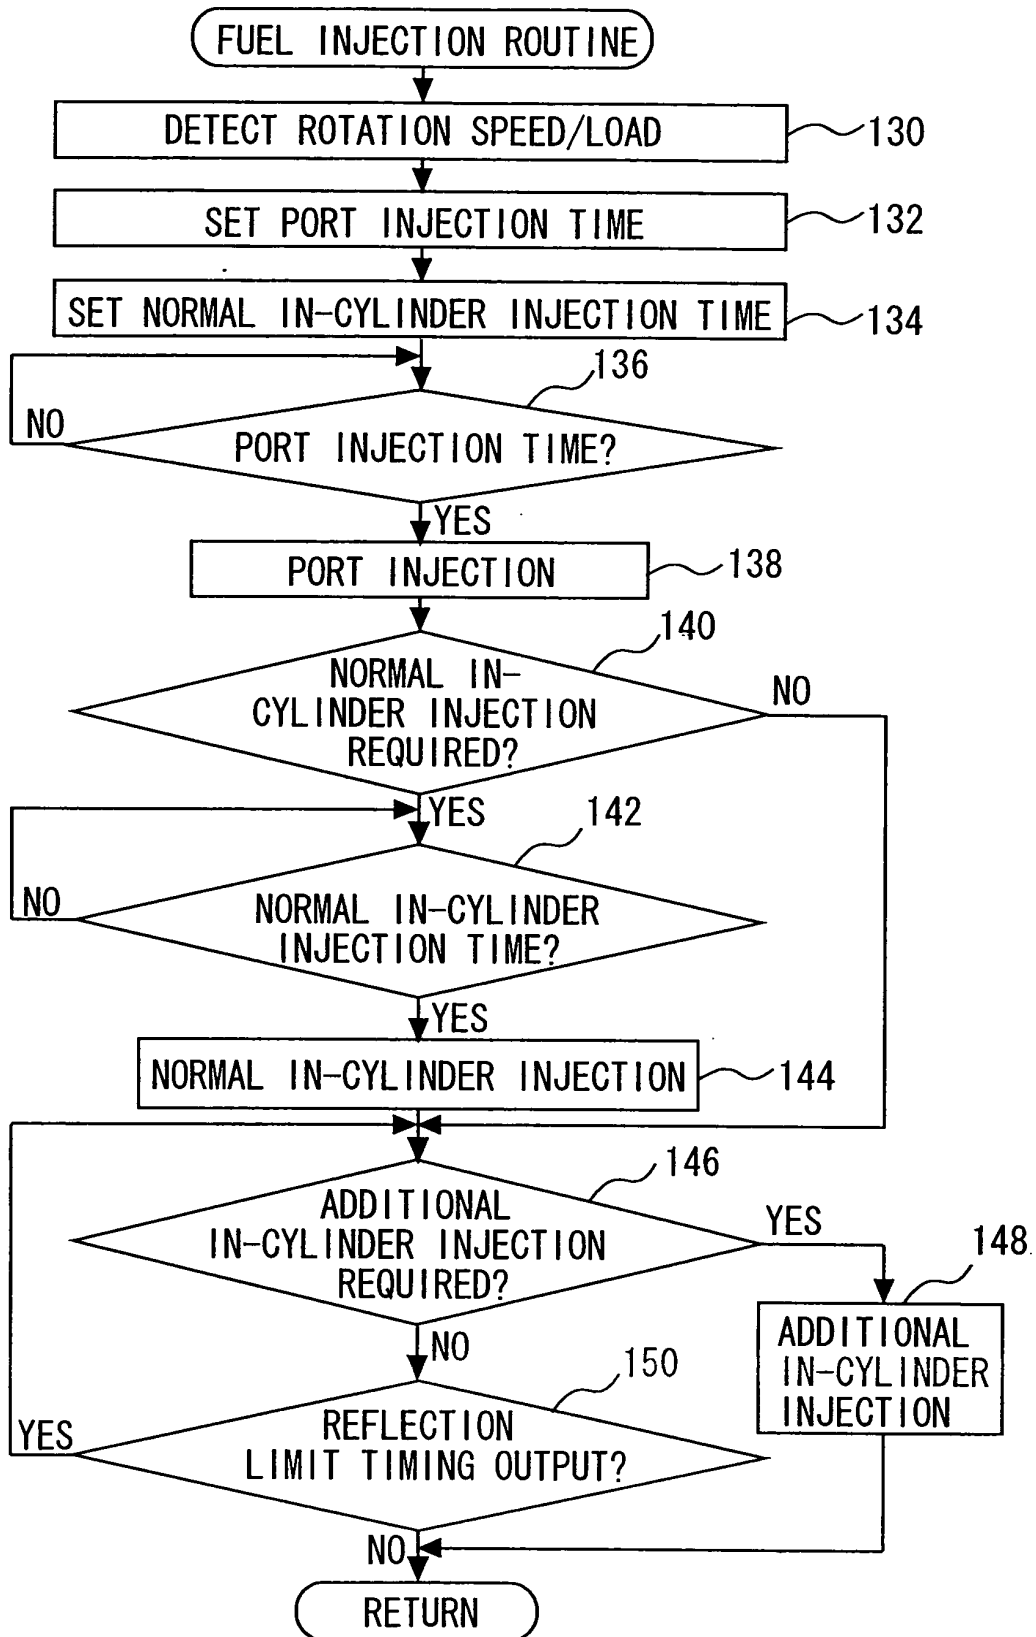 FUEL INJECTION ROUTINE
DETECT ROTATION SPEED/LOAD
130
SET PORT INJECTION TIME
132
SET NORMAL IN-CYLINDER INJECTION TIME
134
136
NO
PORT INJECTION TIME?
YES
PORT INJECTION
138
140
NORMAL IN-
CYLINDER INJECTION
REQUIRED?
NO
YES
142
NO
NORMAL IN-CYLINDER
INJECTION TIME?
YES
NORMAL IN-CYLINDER INJECTION
144
146
ADDITIONAL
IN-CYLINDER INJECTION
REQUIRED?
YES
148
ADDITIONAL
IN-CYLINDER
INJECTION
NO
150
REFLECTION
LIMIT TIMING OUTPUT?
YES
NO
RETURN